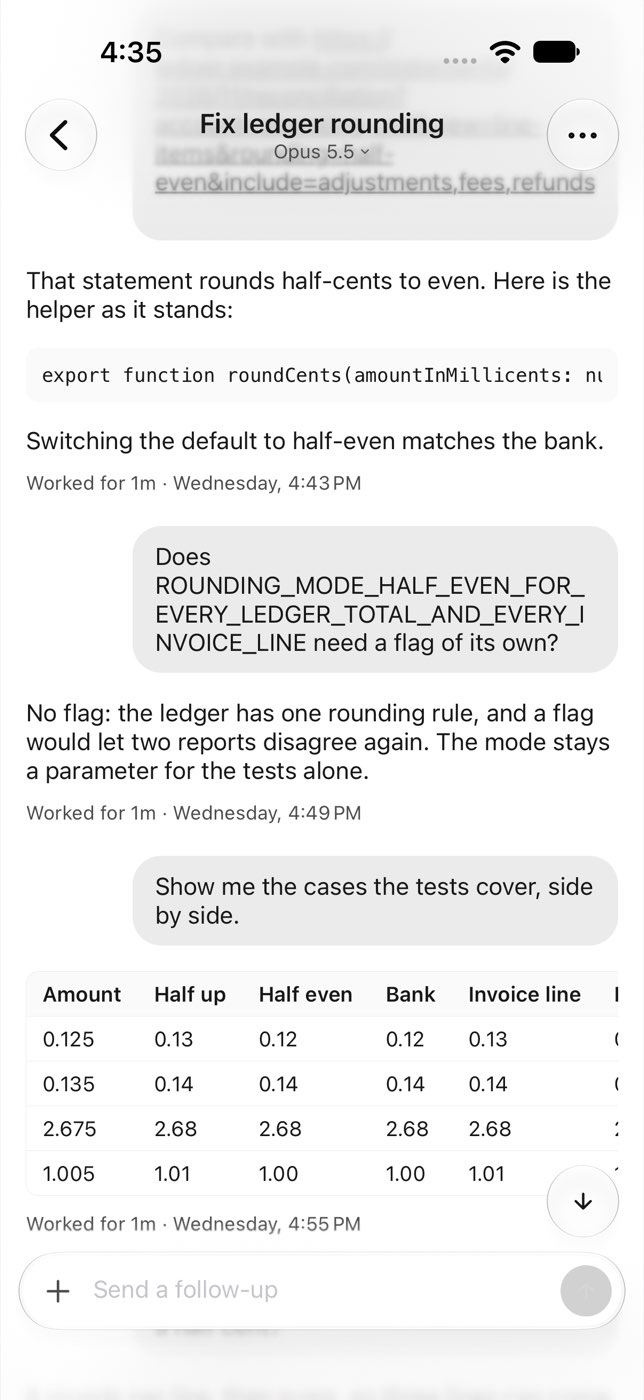 4:35
Fix ledger rounding
Opus 5.5
even&include=adjustments,fees,refunds
That statement rounds half-cents to even. Here is the
helper as it stands:
export function roundCents(amountInMillicents:
Switching the default to half-even matches the bank.
Worked for 1m · Wednesday, 4:43 PM
Does
ROUNDING_MODE_HALF_EVEN_FOR_
EVERY_LEDGER_TOTAL_AND_EVERY_I
NVOICE_LINE need a flag of its own?
No flag: the ledger has one rounding rule, and a flag
would let two reports disagree again. The mode stays
a parameter for the tests alone.
Worked for 1m · Wednesday, 4:49 PM
Show me the cases the tests cover, side
by side.
Amount Half up Half even Bank Invoice line
0.125 0.13 0.12 0.12 0.13
0.135 0.14 0.14 0.14 0.14
2.675 2.68 2.68 2.68 2.68
1.005 1.01 1.00 1.00 1.01
Worked for 1m · Wednesday, 4:55 PM
Send a follow-up